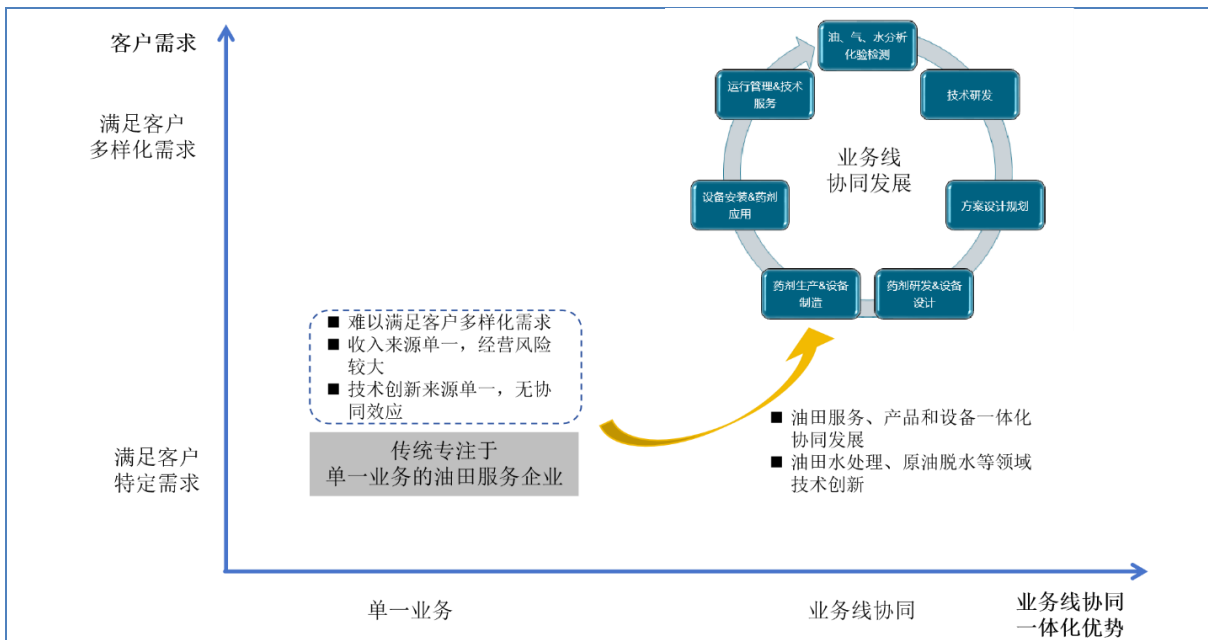 客户需求
满足客户
多样化需求
油、气、水分析
化验检测
运行管理&技术
服务
技术研发
业务线
协同发展
设备安装&药剂
应用
方案设计规划
药剂生产&设备
制造
药剂研发&设备
设计
■ 难以满足客户多样化需求
■ 收入来源单一，经营风险
较大
■ 技术创新来源单一，无协
同效应
传统专注于
单一业务的油田服务企业
■ 油田服务、产品和设备一体化
协同发展
■ 油田水处理、原油脱水等领域
技术创新
满足客户
特定需求
单一业务
业务线协同
业务线协同
一体化优势